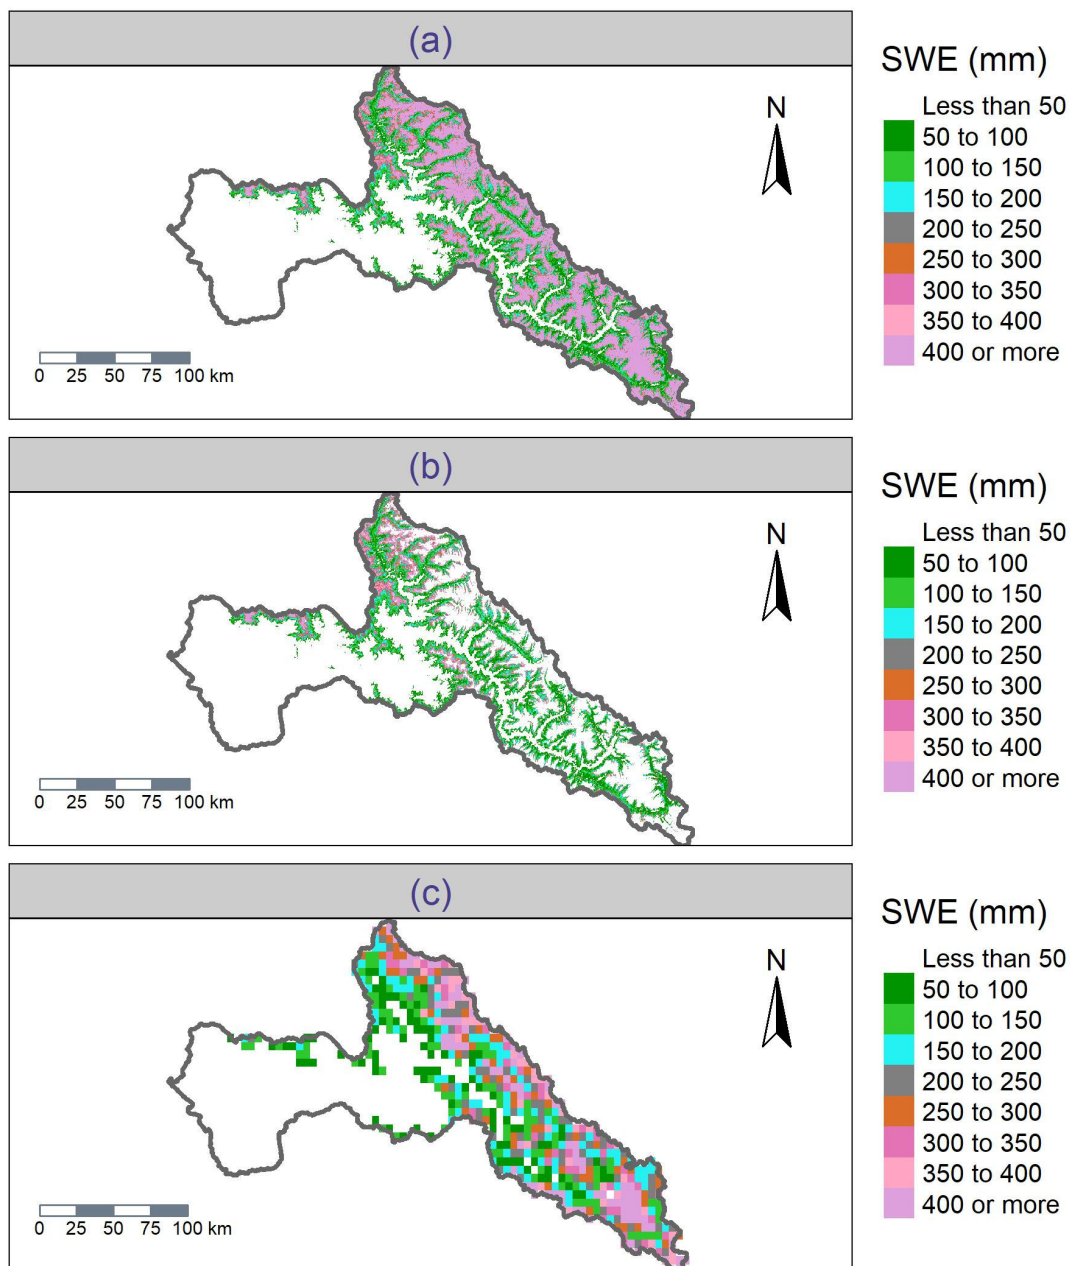 (a)
SWE (mm)
Less than 50
50 to 100
100 to 150
150 to 200
200 to 250
250 to 300
300 to 350
350 to 400
400 or more
N
0 25 50 75 100 km
(b)
SWE (mm)
Less than 50
50 to 100
100 to 150
150 to 200
200 to 250
250 to 300
300 to 350
350 to 400
400 or more
N
0 25 50 75 100 km
(c)
SWE (mm)
Less than 50
50 to 100
100 to 150
150 to 200
200 to 250
250 to 300
300 to 350
350 to 400
400 or more
N
0 25 50 75 100 km